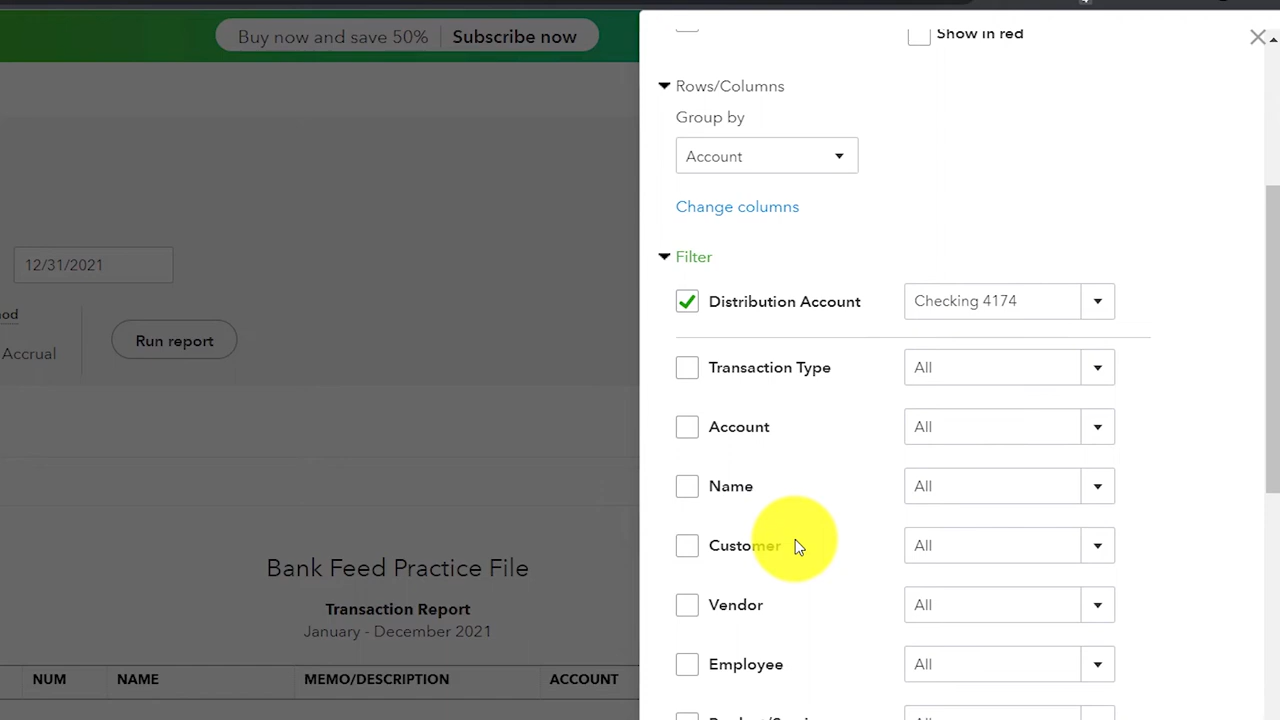 Buy now and save 50% Subscribe now
Show in red
Rows/Columns
Group by
Account
Change columns
Filter
12/31/2021
Distribution Account Checking 4174
Accrual
Run report
Transaction Type All
Account All
Name All
Customer All
Vendor All
Employee All
Bank Feed Practice File
Transaction Report
January - December 2021
NUM NAME MEMO/DESCRIPTION ACCOUNT